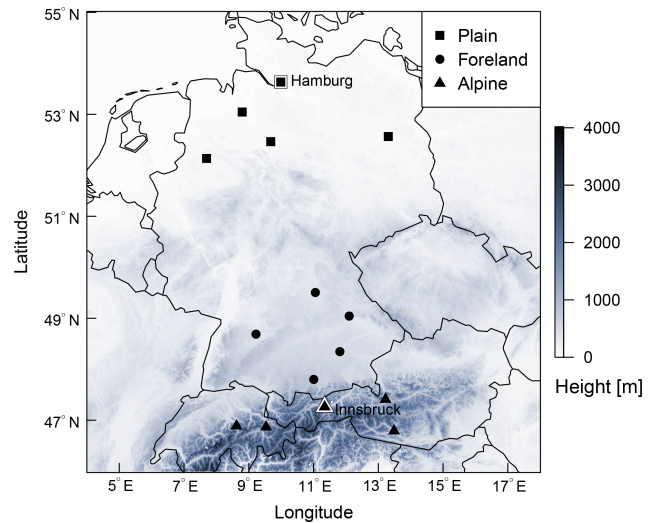 55° N
53° N
51° N
49° N
47° N
Latitude
Plain
Foreland
Alpine
Hamburg
Innsbruck
4000
3000
2000
1000
0
Height [m]
5° E
7° E
9° E
11° E
13° E
15° E
17° E
Longitude